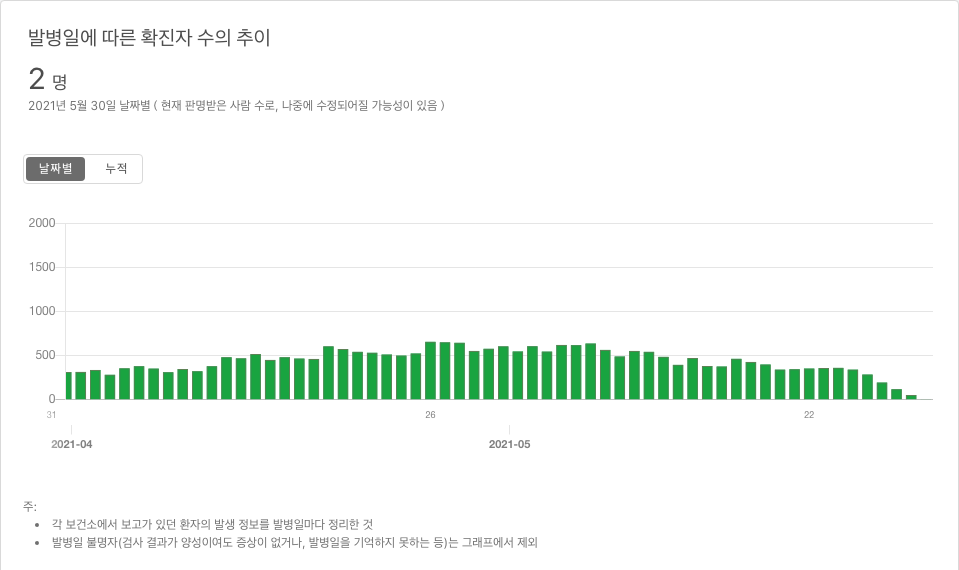 발병일에 따른 확진자 수의 추이
2 명
2021년 5월 30일 날짜별 ( 현재 판명받은 사람 수로, 나중에 수정되어질 가능성이 있음 )
날짜별 누적
2000
1500
1000
500
0
31 26 22
2021-04 2021-05
주:
• 각 보건소에서 보고가 있던 환자의 발생 정보를 발병일마다 정리한 것
• 발병일 불명자(검사 결과가 양성이여도 증상이 없거나, 발병일을 기억하지 못하는 등)는 그래프에서 제외